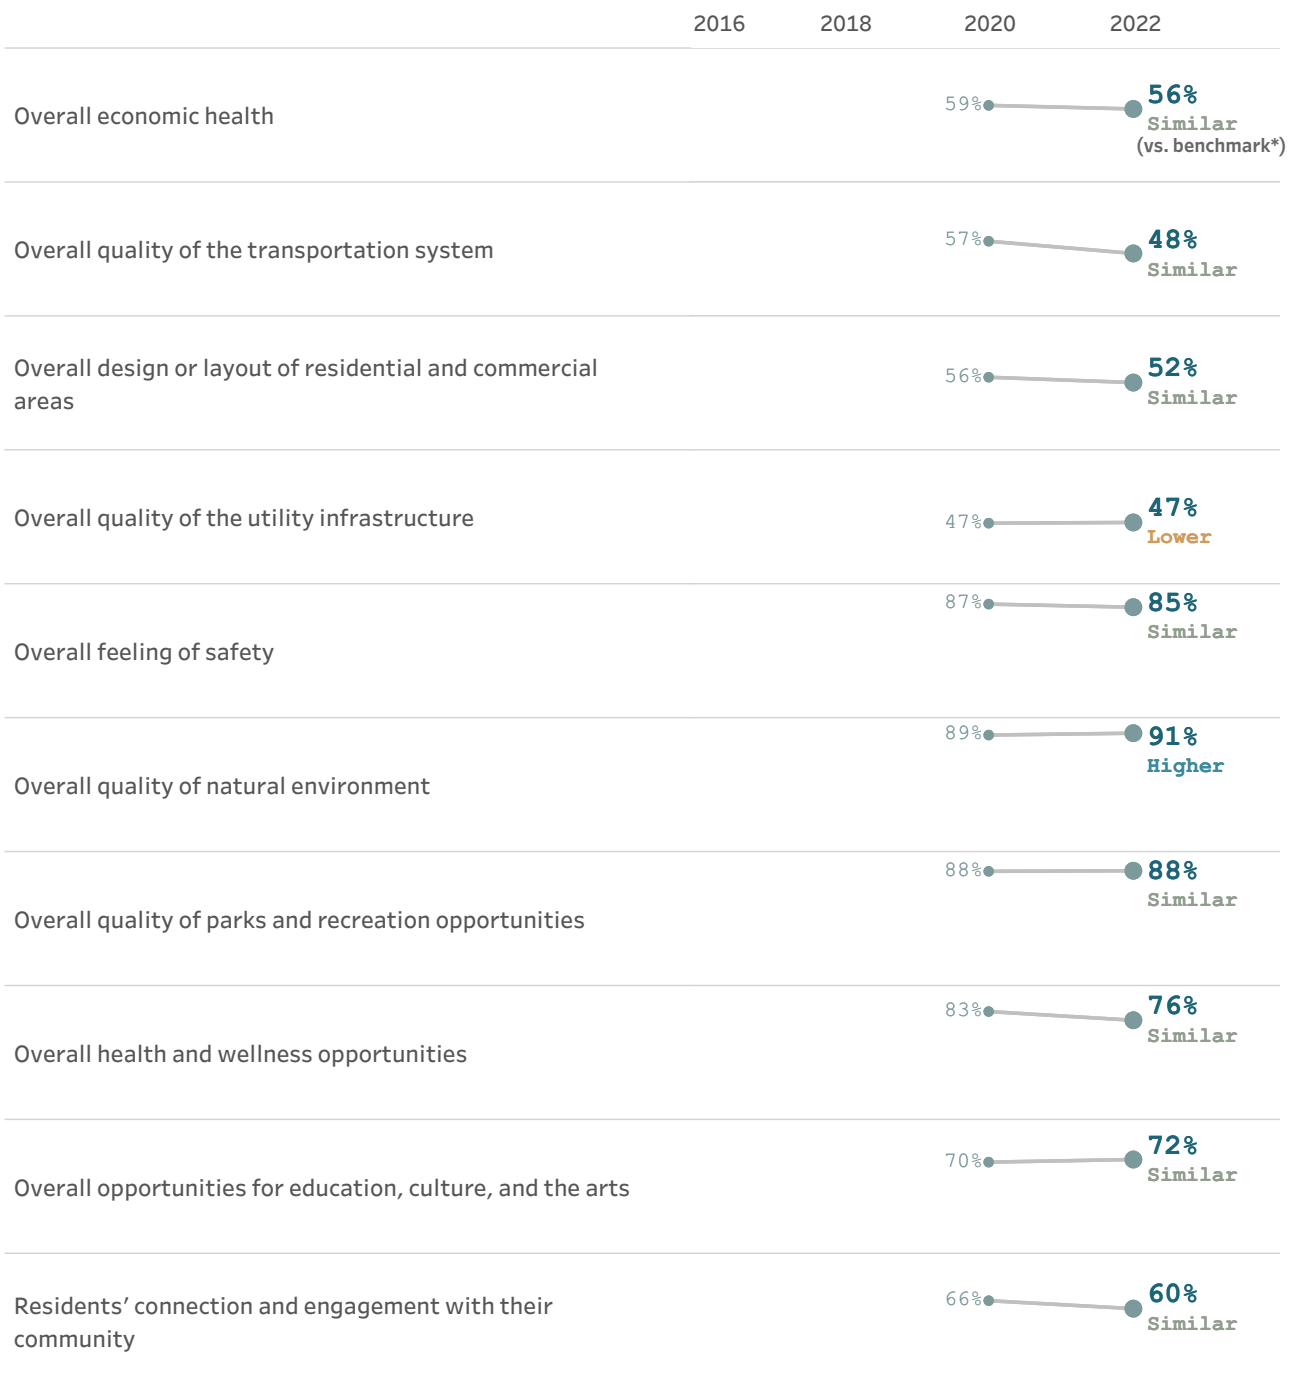 2016 2018 2020 2022
Overall economic health 59% 56%
Similar
(vs. benchmark*)
Overall quality of the transportation system 57% 48%
Similar
Overall design or layout of residential and commercial
areas
56% 52%
Similar
Overall quality of the utility infrastructure 47% 47%
Lower
Overall feeling of safety 87% 85%
Similar
Overall quality of natural environment 89% 91%
Higher
Overall quality of parks and recreation opportunities 88% 88%
Similar
Overall health and wellness opportunities 83% 76%
Similar
Overall opportunities for education, culture, and the arts 70% 72%
Similar
Residents’ connection and engagement with their
community
66% 60%
Similar